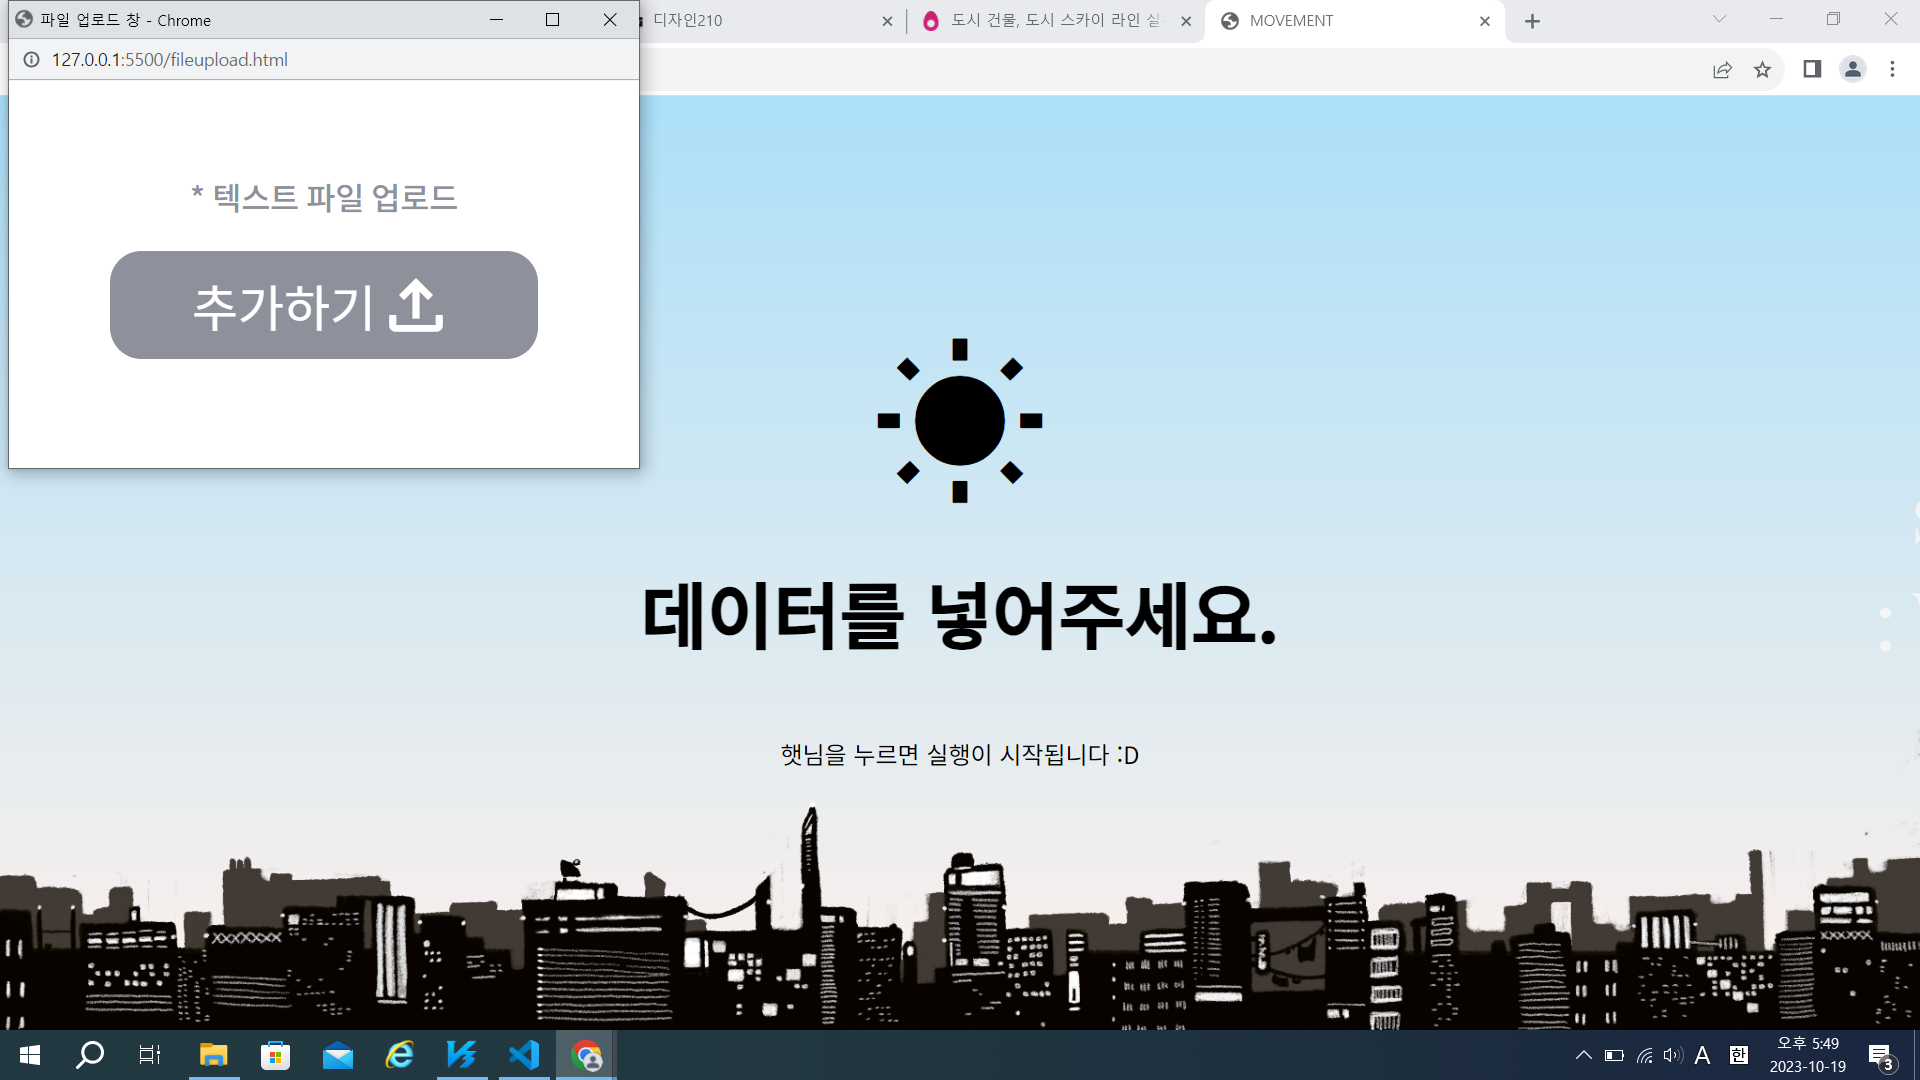 파일 업로드 창 - Chrome
127.0.0.1:5500/fileupload.html
* 텍스트 파일 업로드
추가하기
디자인210
도시 건물, 도시 스카이 라인
MOVEMENT
데이터를 넣어주세요.
햇님을 누르면 실행이 시작됩니다 :D
A
한
오후 5:49
2023-10-19
3